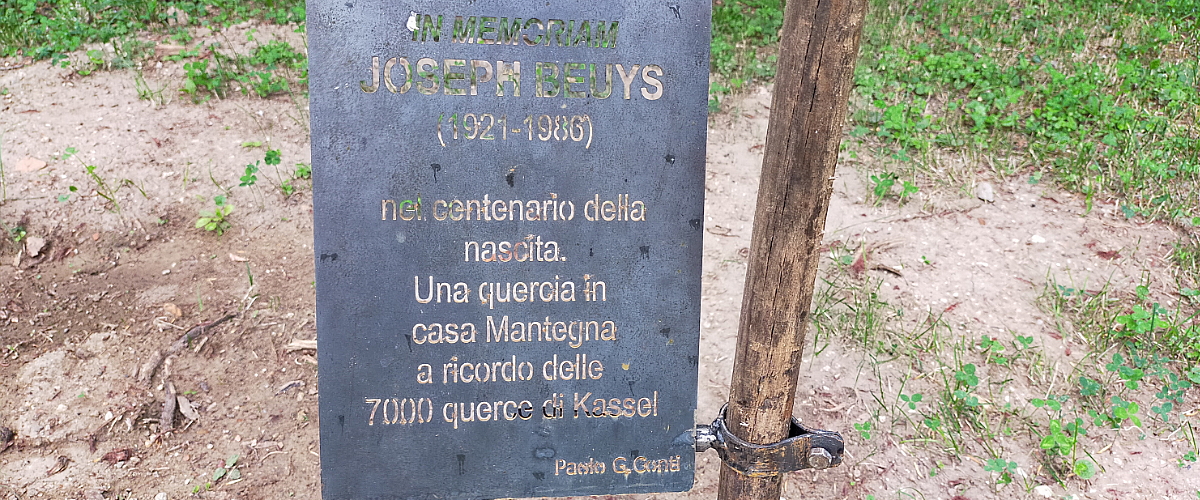 IN MEMORIAM
JOSEPH BEUYS
(1921-1986)
nel centenario della
nascita.
Una quercia in
casa Mantegna
a ricordo delle
7000 querce di Kassel
Paolo G. Conti